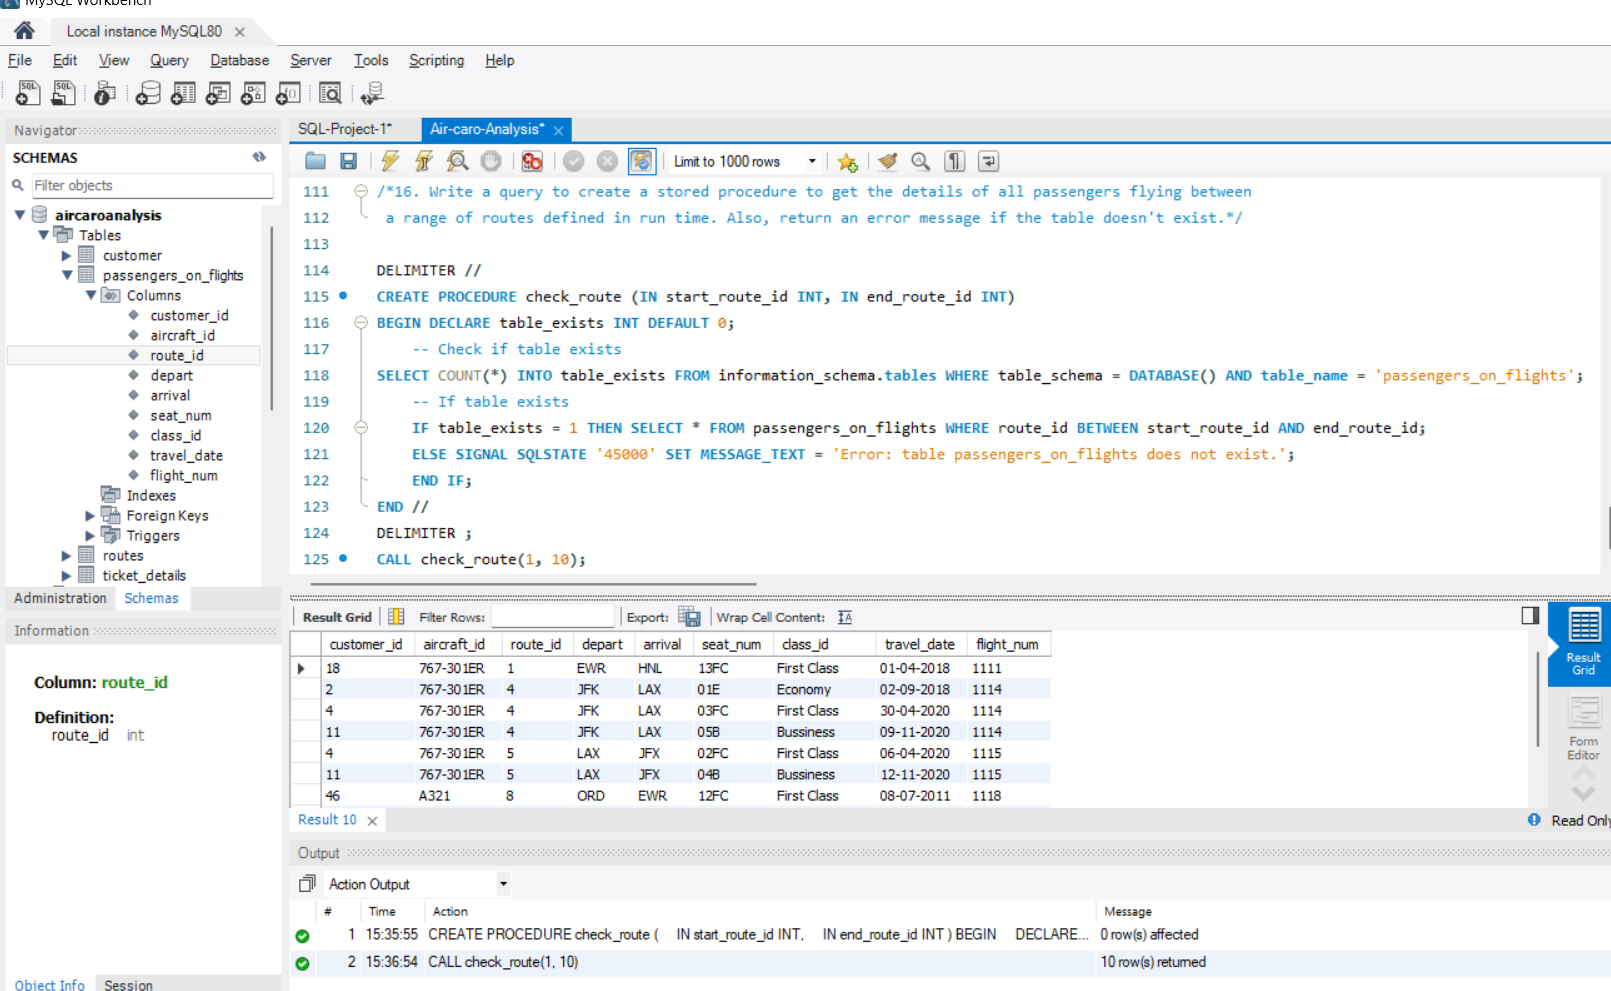 MySQL Workbench
Local instance MySQL80
File Edit View Query Database Server Tools Scripting Help
Navigator
SCHEMAS
Filter objects
aircaroanalysis
Tables
customer
passengers_on_flights
Columns
customer_id
aircraft_id
route_id
depart
arrival
seat_num
class_id
travel_date
flight_num
Indexes
Foreign Keys
Triggers
routes
ticket_details
Administration Schemas
Information
Column: route_id
Definition:
route_id int
Object Info Session
SQL-Project-1* Air-caro-Analysis*
Limit to 1000 rows
111 /*16. Write a query to create a stored procedure to get the details of all passengers flying between
112 a range of routes defined in run time. Also, return an error message if the table doesn't exist.*/
113
114 DELIMITER //
115 CREATE PROCEDURE check_route (IN start_route_id INT, IN end_route_id INT)
116 BEGIN DECLARE table_exists INT DEFAULT 0;
117 -- Check if table exists
118 SELECT COUNT(*) INTO table_exists FROM information_schema.tables WHERE table_schema = DATABASE() AND table_name = 'passengers_on_flights';
119 -- If table exists
120 IF table_exists = 1 THEN SELECT * FROM passengers_on_flights WHERE route_id BETWEEN start_route_id AND end_route_id;
121 ELSE SIGNAL SQLSTATE '45000' SET MESSAGE_TEXT = 'Error: table passengers_on_flights does not exist.';
122 END IF;
123 END //
124 DELIMITER ;
125 CALL check_route(1, 10);
Result Grid Filter Rows: Export: Wrap Cell Content:
customer_id aircraft_id route_id depart arrival seat_num class_id travel_date flight_num
18 767-301ER 1 EWR HNL 13FC First Class 01-04-2018 1111
2 767-301ER 4 JFK LAX 01E Economy 02-09-2018 1114
4 767-301ER 4 JFK LAX 03FC First Class 30-04-2020 1114
11 767-301ER 4 JFK LAX 05B Bussiness 09-11-2020 1114
4 767-301ER 5 LAX JFX 02FC First Class 06-04-2020 1115
11 767-301ER 5 LAX JFX 04B Bussiness 12-11-2020 1115
46 A321 8 ORD EWR 12FC First Class 08-07-2011 1118
Result Grid
Form Editor
Result 10
Read Only
Output
Action Output
# Time Action Message
1 15:35:55 CREATE PROCEDURE check_route ( IN start_route_id INT, IN end_route_id INT ) BEGIN DECLARE... 0 row(s) affected
2 15:36:54 CALL check_route(1, 10) 10 row(s) returned